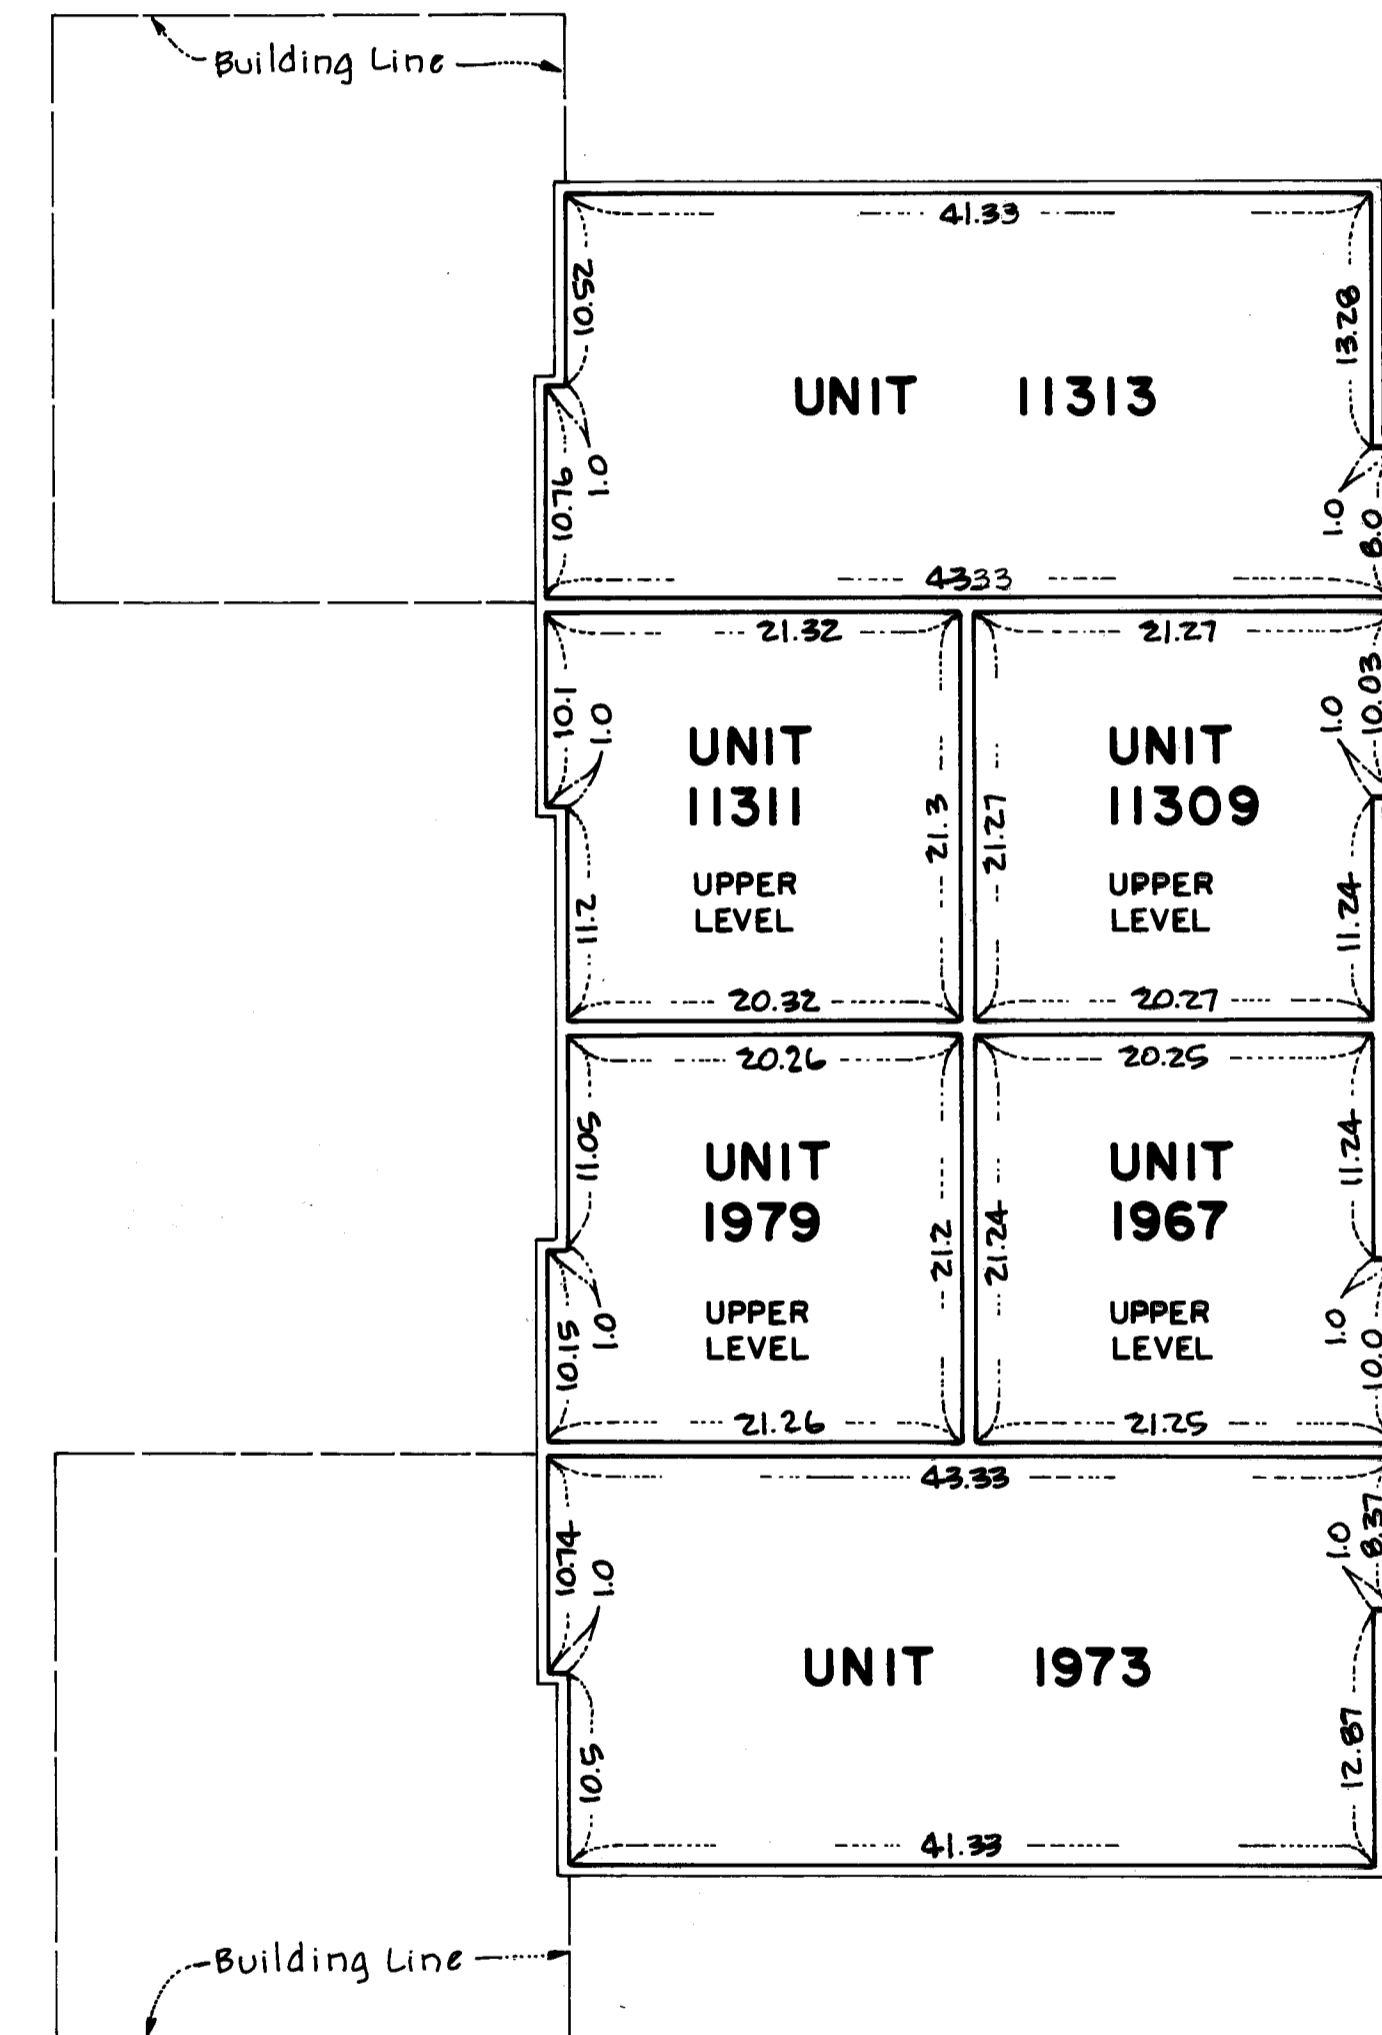 Building Line
41.33
10.52
13.28
UNIT 11313
1.0
10.76
1.0
8.0
4333
21.32
21.27
10.1
1.0
1.0
10.03
UNIT
11311
UPPER
LEVEL
21.3
21.27
UNIT
11309
UPPER
LEVEL
11.2
11.24
20.32
20.27
20.26
20.25
11.05
11.24
UNIT
1979
UPPER
LEVEL
21.2
21.24
UNIT
1967
UPPER
LEVEL
10.15
1.0
1.0
10.0
21.26
21.25
43.33
10.74
1.0
1.0
8.37
UNIT 1973
10.5
12.87
41.33
Building Line